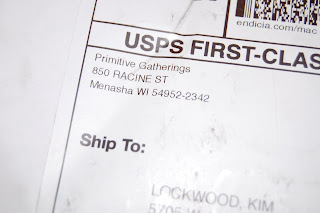 endicia.com/mac
USPS FIRST-CLAS
Primitive Gatherings
850 RACINE ST
Menasha WI 54952-2342
Ship To:
LOCKWOOD, KIM